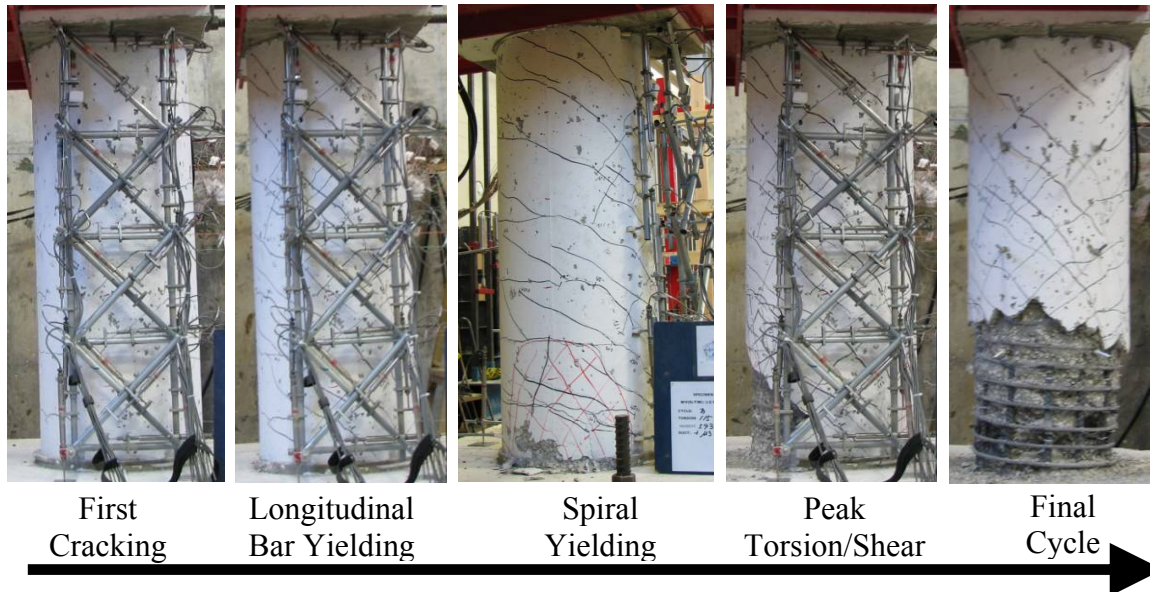 First
Cracking
Longitudinal
Bar Yielding
Spiral
Yielding
Peak
Torsion/Shear
Final
Cycle